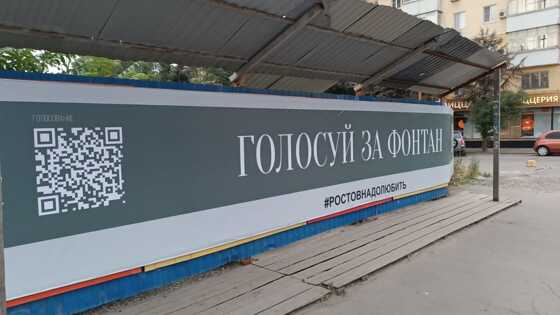 ГОЛОСОВАНИЕ
ГОЛОСУЙ ЗА ФОНТАН
#РОСТОВНАДОЛЮБИТЬ